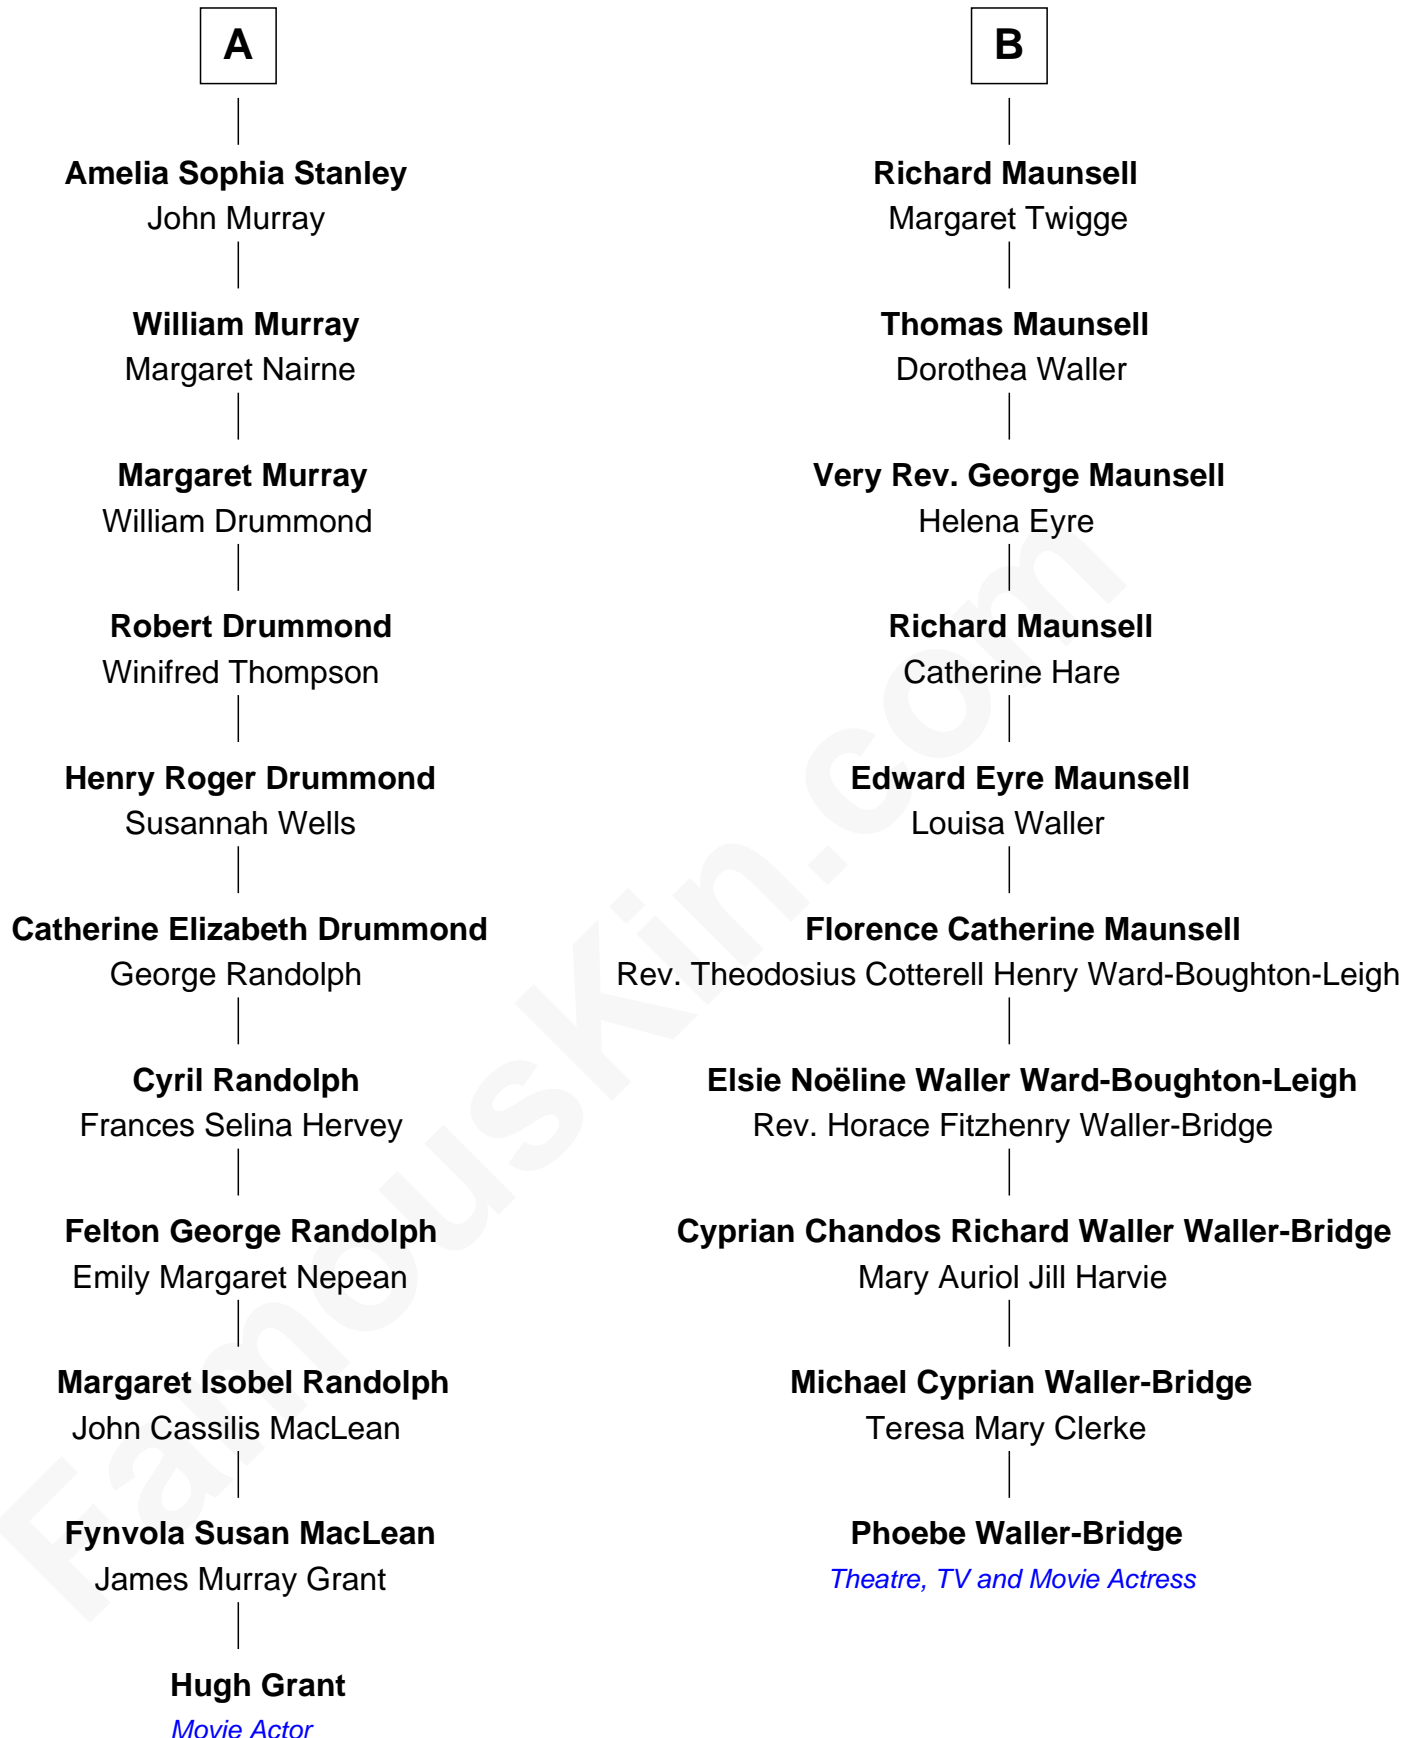 A
Amelia Sophia Stanley
John Murray
William Murray
Margaret Nairne
Margaret Murray
William Drummond
Robert Drummond
Winifred Thompson
Henry Roger Drummond
Susannah Wells
Catherine Elizabeth Drummond
George Randolph
Cyril Randolph
Frances Selina Hervey
Felton George Randolph
Emily Margaret Nepean
Margaret Isobel Randolph
John Cassilis MacLean
Fynvola Susan MacLean
James Murray Grant
Hugh Grant
Movie Actor
B
Richard Maunsell
Margaret Twigge
Thomas Maunsell
Dorothea Waller
Very Rev. George Maunsell
Helena Eyre
Richard Maunsell
Catherine Hare
Edward Eyre Maunsell
Louisa Waller
Florence Catherine Maunsell
Rev. Theodosius Cotterell Henry Ward-Boughton-Leigh
Elsie Noëline Waller Ward-Boughton-Leigh
Rev. Horace Fitzhenry Waller-Bridge
Cyprian Chandos Richard Waller Waller-Bridge
Mary Auriol Jill Harvie
Michael Cyprian Waller-Bridge
Teresa Mary Clerke
Phoebe Waller-Bridge
Theatre, TV and Movie Actress
FamousKin.com